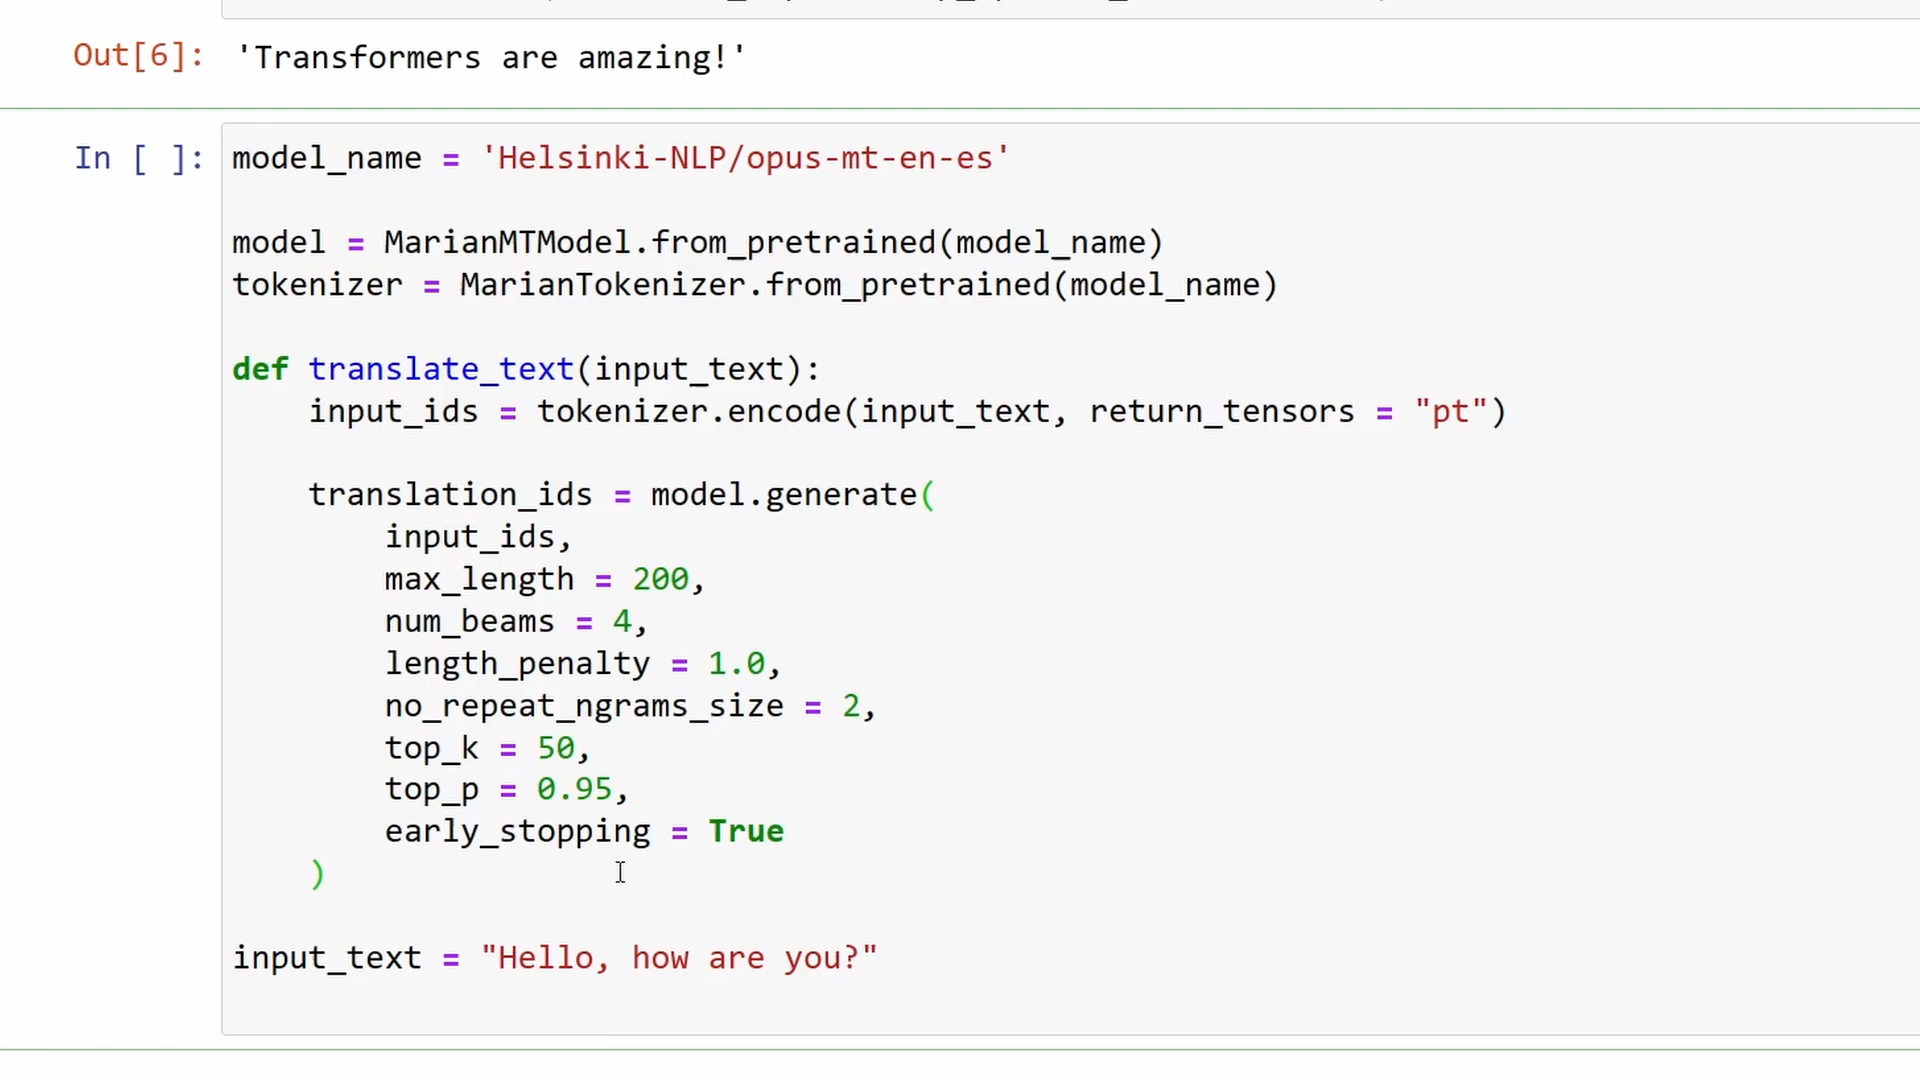 Out[6]: 'Transformers are amazing!'
In [ ]: model_name = 'Helsinki-NLP/opus-mt-en-es'
model = MarianMTModel.from_pretrained(model_name)
tokenizer = MarianTokenizer.from_pretrained(model_name)
def translate_text(input_text):
    input_ids = tokenizer.encode(input_text, return_tensors = "pt")
    translation_ids = model.generate(
        input_ids,
        max_length = 200,
        num_beams = 4,
        length_penalty = 1.0,
        no_repeat_ngrams_size = 2,
        top_k = 50,
        top_p = 0.95,
        early_stopping = True
    )
input_text = "Hello, how are you?"